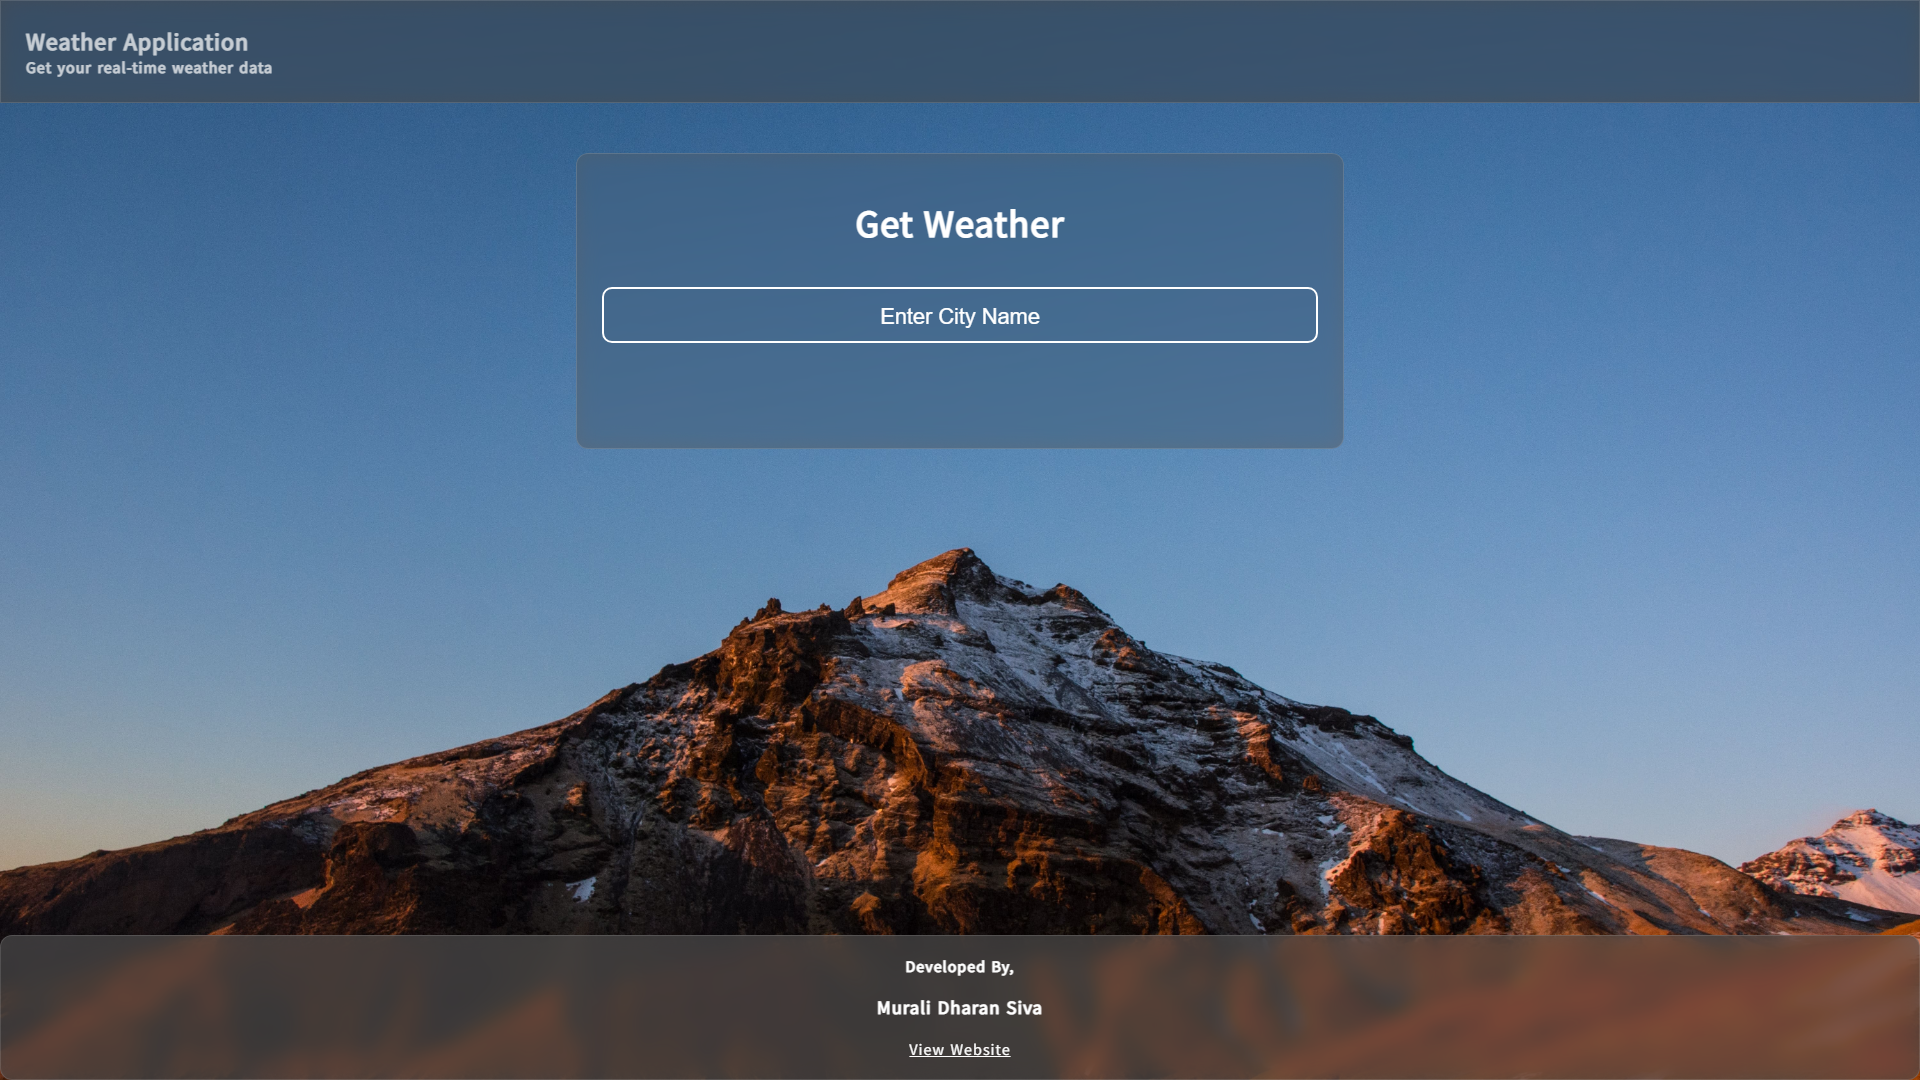 Weather Application
Get your real-time weather data
Get Weather
Enter City Name
Developed By,
Murali Dharan Siva
View Website